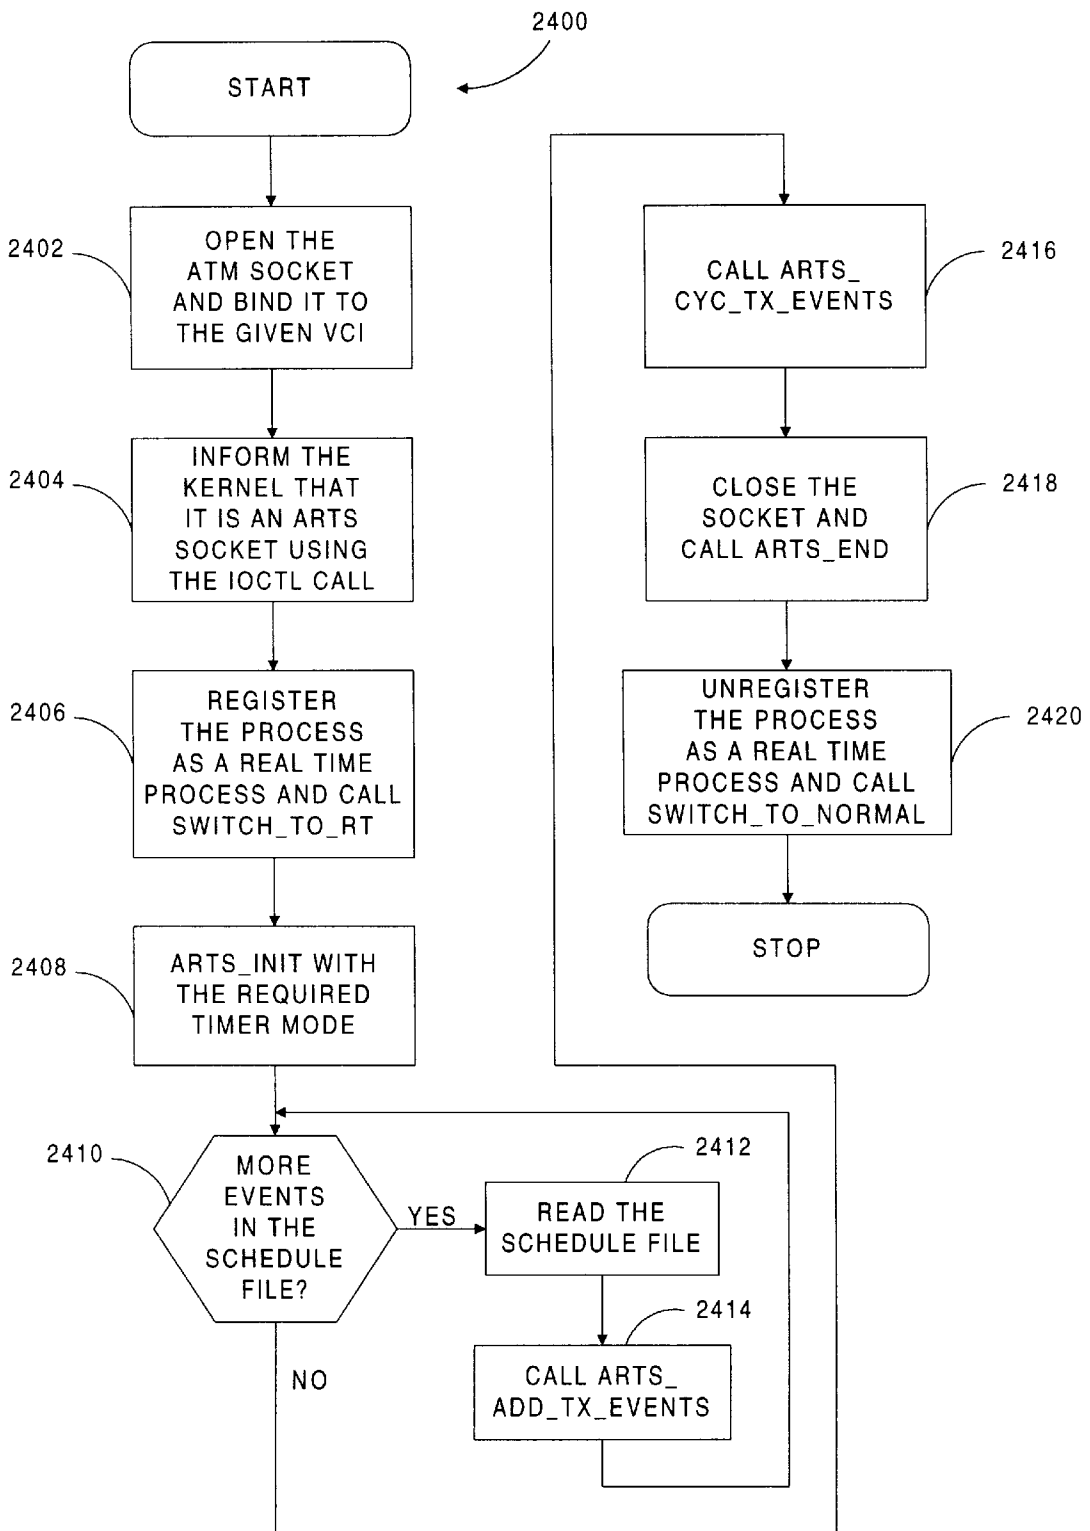 2400
START
2402
OPEN THE
ATM SOCKET
AND BIND IT TO
THE GIVEN VCI
2404
INFORM THE
KERNEL THAT
IT IS AN ARTS
SOCKET USING
THE IOCTL CALL
2406
REGISTER
THE PROCESS
AS A REAL TIME
PROCESS AND CALL
SWITCH_TO_RT
2408
ARTS_INIT WITH
THE REQUIRED
TIMER MODE
2410
MORE
EVENTS
IN THE
SCHEDULE
FILE?
YES
NO
2412
READ THE
SCHEDULE FILE
2414
CALL ARTS_
ADD_TX_EVENTS
2416
CALL ARTS_
CYC_TX_EVENTS
2418
CLOSE THE
SOCKET AND
CALL ARTS_END
2420
UNREGISTER
THE PROCESS
AS A REAL TIME
PROCESS AND CALL
SWITCH_TO_NORMAL
STOP